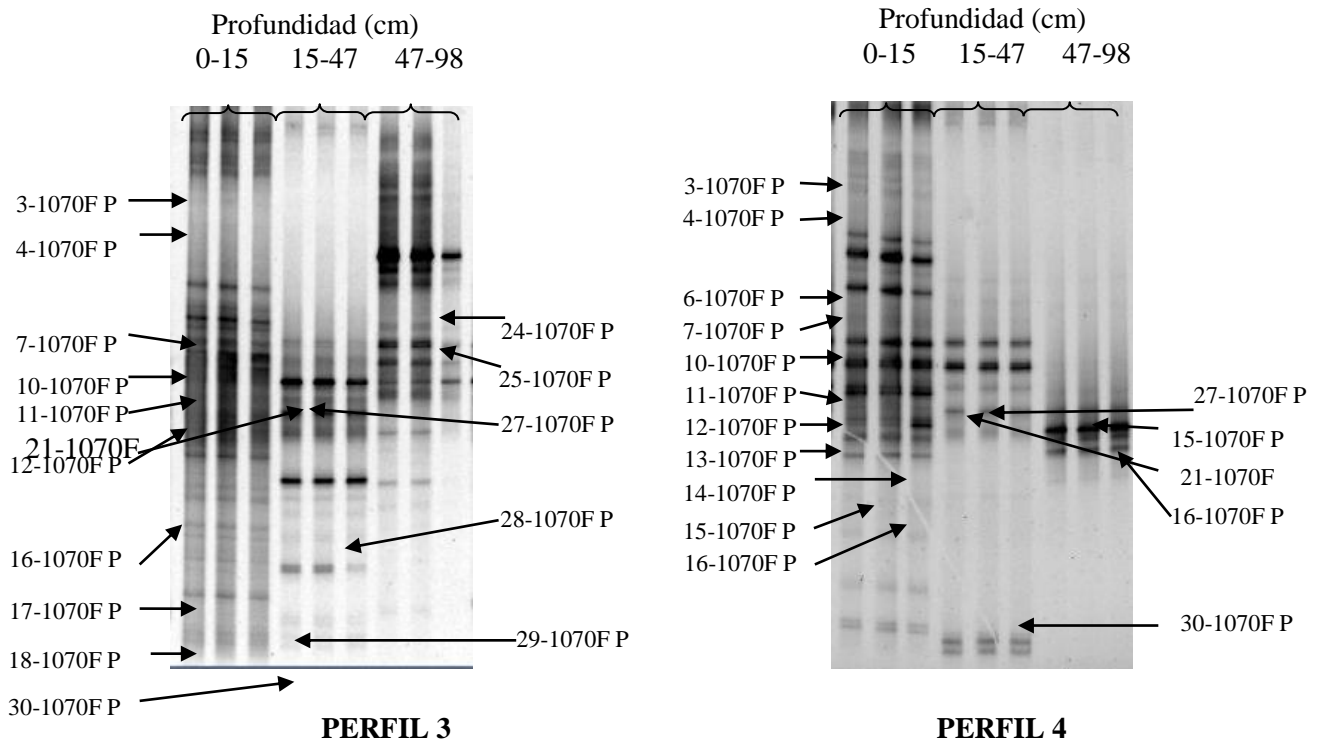 Profundidad (cm)
0-15 15-47 47-98
3-1070F P
4-1070F P
7-1070F P
10-1070F P
11-1070F P
21-1070F
12-1070F P
16-1070F P
17-1070F P
18-1070F P
30-1070F P
24-1070F P
25-1070F P
27-1070F P
28-1070F P
29-1070F P
PERFIL 3
Profundidad (cm)
0-15 15-47 47-98
3-1070F P
4-1070F P
6-1070F P
7-1070F P
10-1070F P
11-1070F P
12-1070F P
13-1070F P
14-1070F P
15-1070F P
16-1070F P
27-1070F P
15-1070F P
21-1070F
16-1070F P
30-1070F P
PERFIL 4